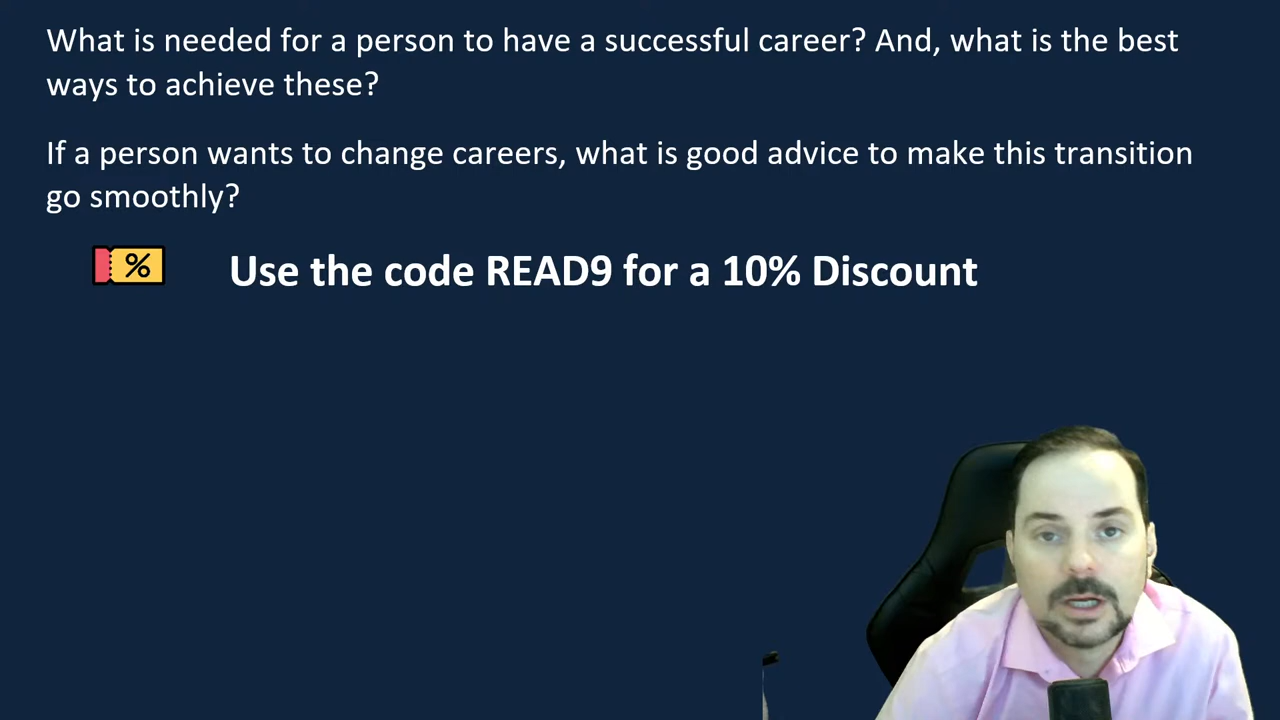 What is needed for a person to have a successful career? And, what is the best
ways to achieve these?
If a person wants to change careers, what is good advice to make this transition
go smoothly?
%
Use the code READ9 for a 10% Discount